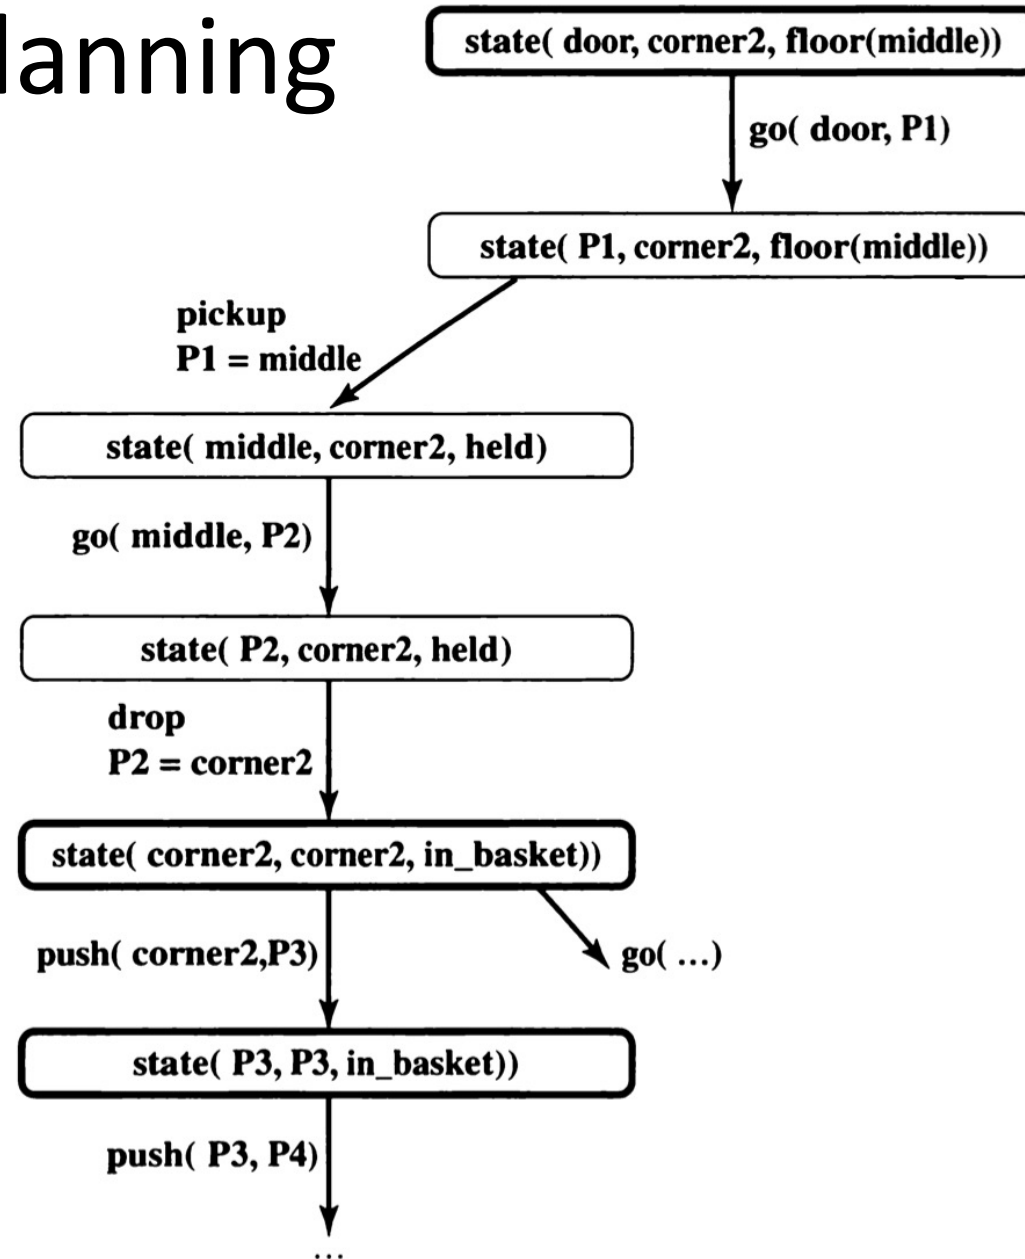 lanning
state( door, corner2, floor(middle))
go( door, P1)
state( P1, corner2, floor(middle))
pickup
P1 = middle
state( middle, corner2, held)
go( middle, P2)
state( P2, corner2, held)
drop
P2 = corner2
state( corner2, corner2, in_basket))
push( corner2,P3)
go( ...)
state( P3, P3, in_basket))
push( P3, P4)
...